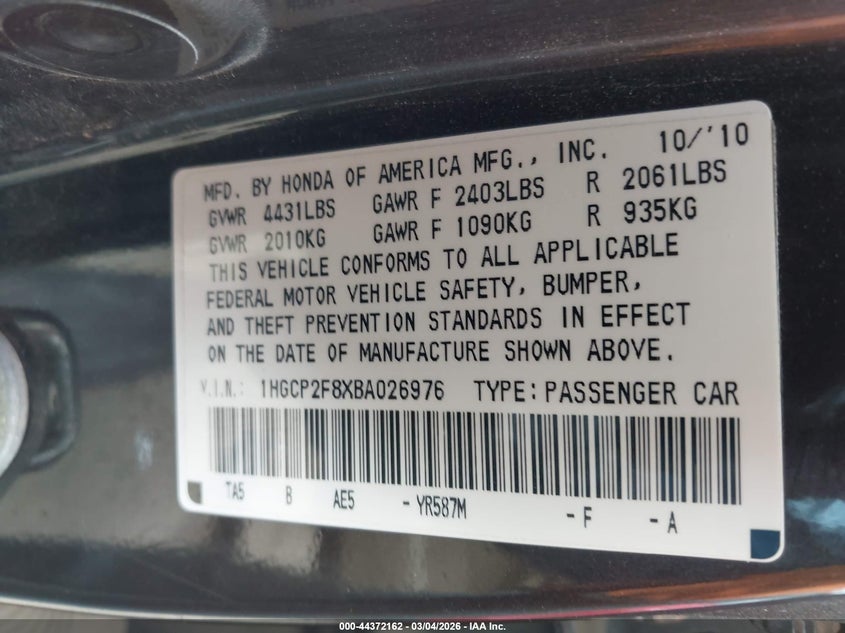 MFD. BY HONDA OF AMERICA MFG., INC. 10/'10
GVWR 4431LBS GAWR F 2403LBS R 2061LBS
GVWR 2010KG GAWR F 1090KG R 935KG
THIS VEHICLE CONFORMS TO ALL APPLICABLE
FEDERAL MOTOR VEHICLE SAFETY, BUMPER,
AND THEFT PREVENTION STANDARDS IN EFFECT
ON THE DATE OF MANUFACTURE SHOWN ABOVE.
V.I.N.: 1HGCP2F8XBA026976 TYPE: PASSENGER CAR
TA5 B AE5 -YR587M -F -A
000-44372162 - 03/04/2026 - IAA Inc.